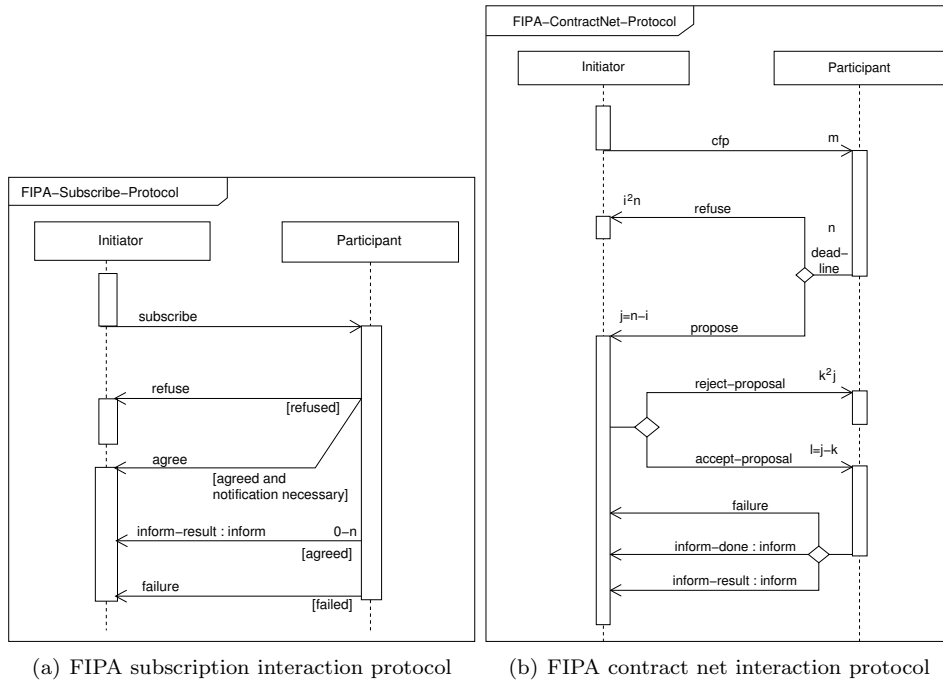 FIPA−Subscribe−Protocol
Initiator
Participant
subscribe
refuse
[refused]
agree
[agreed and
notification necessary]
inform−result : inform
0−n
[agreed]
failure
[failed]
(a) FIPA subscription interaction protocol
FIPA−ContractNet−Protocol
Initiator
Participant
cfp
m
i²n
refuse
n
dead−
line
j=n−i
propose
k²j
reject−proposal
l=j−k
accept−proposal
failure
inform−done : inform
inform−result : inform
(b) FIPA contract net interaction protocol